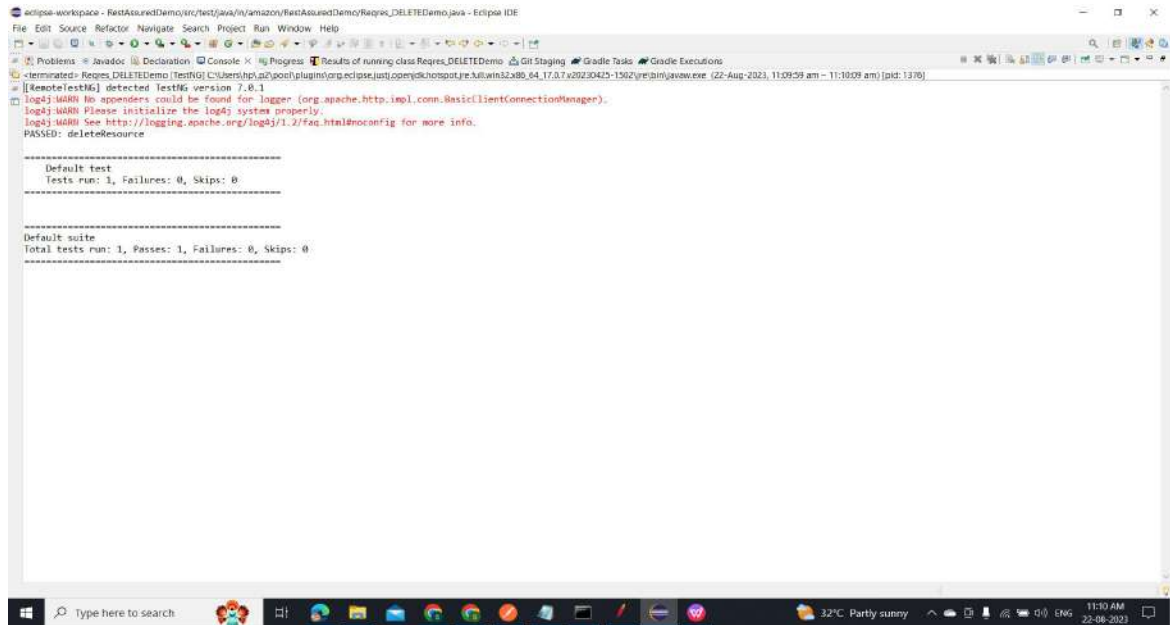 eclipse-workspace - RestAssuredDemo/src/test/java/in/amazon/RestAssuredDemo/Reqres_DELETEDemo.java - Eclipse IDE
File Edit Source Refactor Navigate Search Project Run Window Help
Problems Javadoc Declaration Console Progress Results of running class Reqres_DELETEDemo Git Staging Gradle Tasks Gradle Executions
<terminated> Reqres_DELETEDemo [TestNG] C:\Users\hp\.p2\pool\plugins\org.eclipse.justj.openjdk.hotspot.jre.full.win32.x86_64_17.0.7.v20230425-1502\jre\bin\javaw.exe (22-Aug-2023, 11:09:59 am – 11:10:09 am) [pid: 1376]
[RemoteTestNG] detected TestNG version 7.0.1
log4j:WARN No appenders could be found for logger (org.apache.http.impl.conn.BasicClientConnectionManager).
log4j:WARN Please initialize the log4j system properly.
log4j:WARN See http://logging.apache.org/log4j/1.2/faq.html#noconfig for more info.
PASSED: deleteResource
===============================================
Default test
Tests run: 1, Failures: 0, Skips: 0
===============================================
===============================================
Default suite
Total tests run: 1, Passes: 1, Failures: 0, Skips: 0
===============================================
Type here to search
32°C Partly sunny
ENG
11:10 AM
22-08-2023